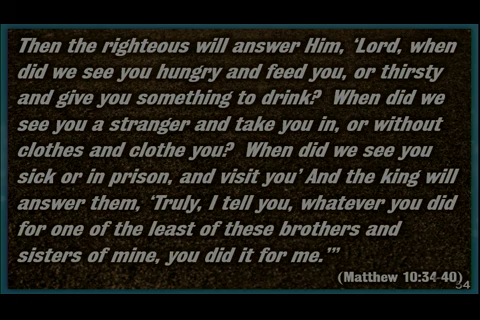 Then the righteous will answer Him, ‘Lord, when
did we see you hungry and feed you, or thirsty
and give you something to drink?  When did we
see you a stranger and take you in, or without
clothes and clothe you?  When did we see you
sick or in prison, and visit you’ And the king will
answer them, ‘Truly, I tell you, whatever you did
for one of the least of these brothers and
sisters of mine, you did it for me.’”
(Matthew 10:34-40)
34